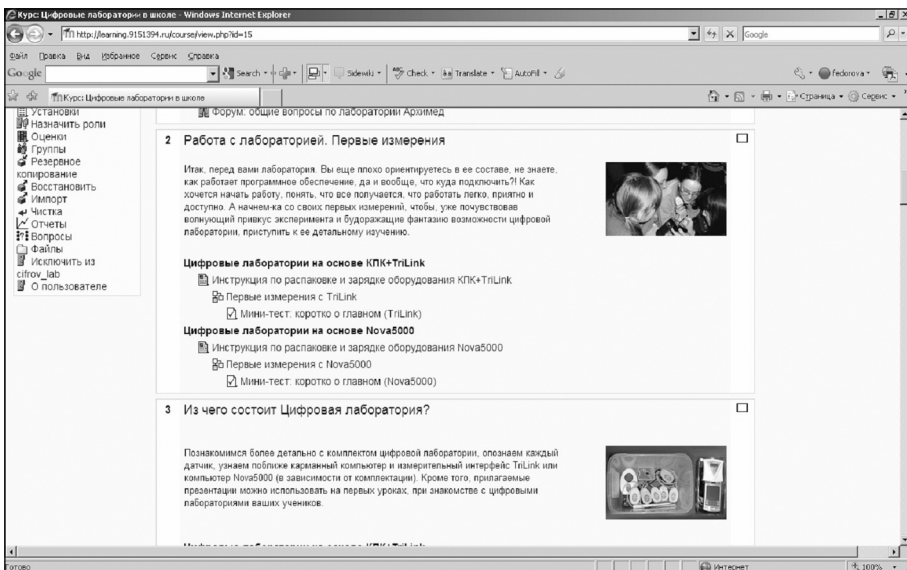 Курс: Цифровые лаборатории в школе - Windows Internet Explorer
http://learning.9151394.ru/course/view.php?id=15
Google
Файл Правка Вид Избранное Сервис Справка
Google Search Sidewiki Check Translate AutoFill fedorova
Курс: Цифровые лаборатории в школе Страница Сервис
Установки
Назначить роли
Оценки
Группы
Резервное
копирование
Восстановить
Импорт
Чистка
Отчеты
Вопросы
Файлы
Исключить из
cifrov_lab
О пользователе
Форум: общие вопросы по лаборатории Архимед
2 Работа с лабораторией. Первые измерения
Итак, перед вами лаборатория. Вы еще плохо ориентируетесь в ее составе, не знаете,
как работает программное обеспечение, да и вообще, что куда подключить?! Как
хочется начать работу, понять, что все получается, что работать легко, приятно и
доступно. А начнем-ка со своих первых измерений, чтобы, уже почувствовав
волнующий привкус эксперимента и будоражащие фантазию возможности цифровой
лаборатории, приступить к ее детальному изучению.
Цифровые лаборатории на основе КПК+TriLink
Инструкция по распаковке и зарядке оборудования КПК+TriLink
Первые измерения с TriLink
Мини-тест: коротко о главном (TriLink)
Цифровые лаборатории на основе Nova5000
Инструкция по распаковке и зарядке оборудования Nova5000
Первые измерения с Nova5000
Мини-тест: коротко о главном (Nova5000)
3 Из чего состоит Цифровая лаборатория?
Познакомимся более детально с комплектом цифровой лаборатории, опознаем каждый
датчик, узнаем поближе карманный компьютер и измерительный интерфейс TriLink или
компьютер Nova5000 (в зависимости от комплектации). Кроме того, прилагаемые
презентации можно использовать на первых уроках, при знакомстве с цифровыми
лабораториями ваших учеников.
Цифровые лаборатории на основе КПК+TriLink
Готово Интернет 100%